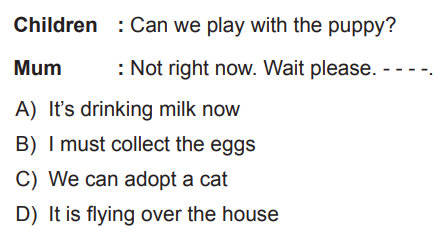 Children : Can we play with the puppy?
Mum : Not right now. Wait please. - - - -.
A) It's drinking milk now
B) I must collect the eggs
C) We can adopt a cat
D) It is flying over the house